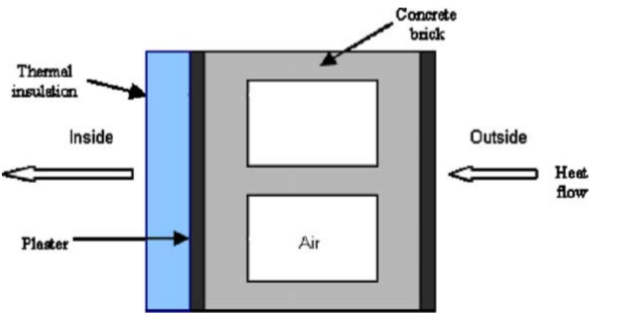 Concrete
brick
Thermal
insulation
Inside
Outside
Heat
flow
Plaster
Air